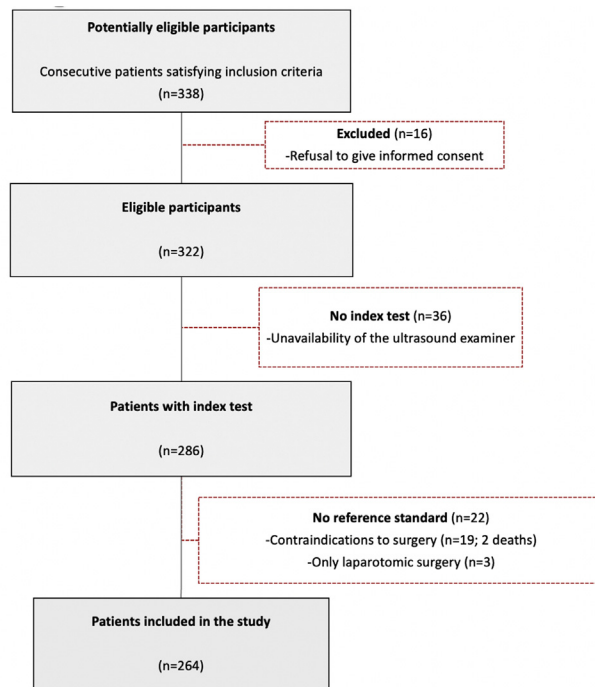 Potentially eligible participants
Consecutive patients satisfying inclusion criteria
(n=338)
Excluded (n=16)
-Refusal to give informed consent
Eligible participants
(n=322)
No index test (n=36)
-Unavailability of the ultrasound examiner
Patients with index test
(n=286)
No reference standard (n=22)
-Contraindications to surgery (n=19; 2 deaths)
-Only laparotomic surgery (n=3)
Patients included in the study
(n=264)